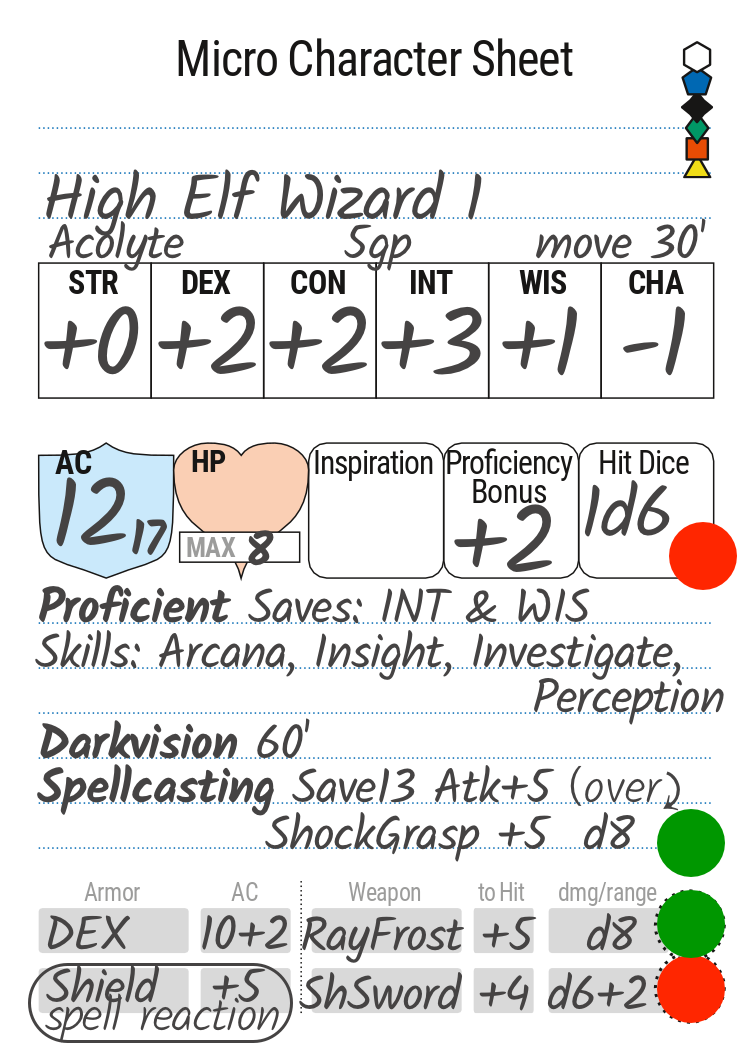 Micro Character Sheet
High Elf Wizard 1
Acolyte 5gp move 30'
STR DEX CON INT WIS CHA
+0 +2 +2 +3 +1 -1
AC HP Inspiration Proficiency Bonus Hit Dice
12 17 MAX 8 +2 1d6
Proficient Saves: INT & WIS
Skills: Arcana, Insight, Investigate,
Perception
Darkvision 60'
Spellcasting Save13 Atk+5 (over)
ShockGrasp +5 d8
Armor AC Weapon to Hit dmg/range
DEX 10+2 RayFrost +5 d8
Shield +5 ShSword +4 d6+2
spell reaction